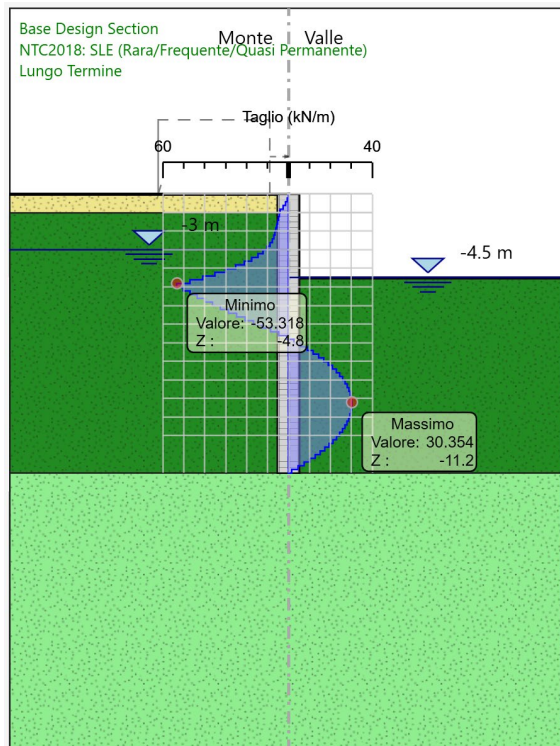 Base Design Section
NTC2018: SLE (Rara/Frequente/Quasi Permanente)
Lungo Termine
Monte
Valle
Taglio (kN/m)
60
40
-3 m
-4.5 m
Minimo
Valore: -53.318
Z : -4.8
Massimo
Valore: 30.354
Z : -11.2